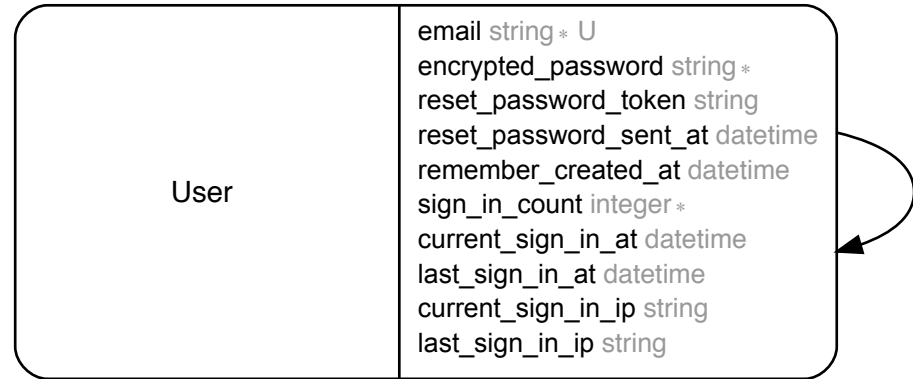 User
email string * U
encrypted_password string *
reset_password_token string
reset_password_sent_at datetime
remember_created_at datetime
sign_in_count integer *
current_sign_in_at datetime
last_sign_in_at datetime
current_sign_in_ip string
last_sign_in_ip string